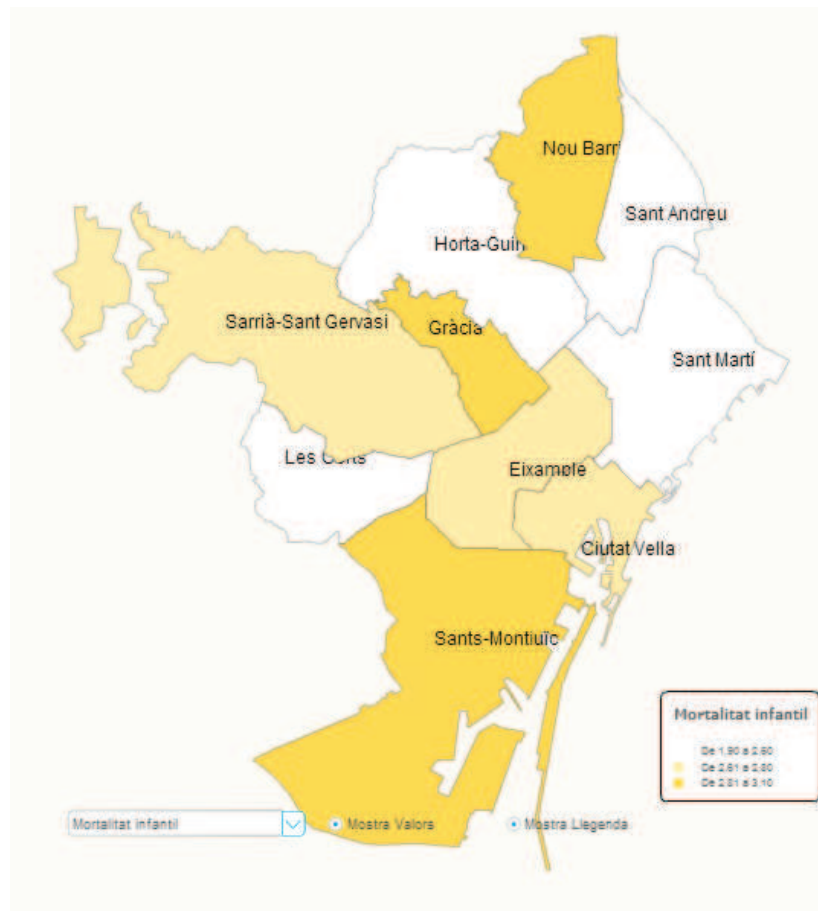 Nou Barri
Sant Andreu
Horta-Guin
Sarrià-Sant Gervasi
Gràcia
Sant Martí
Les Corts
Eixample
Ciutat Vella
Sants-Montjuïc
Mortalitat infantil
De 1,90 a 2,60
De 2,61 a 2,80
De 2,81 a 3,10
Mortalitat infantil
Mostra Valors
Mostra Llegenda